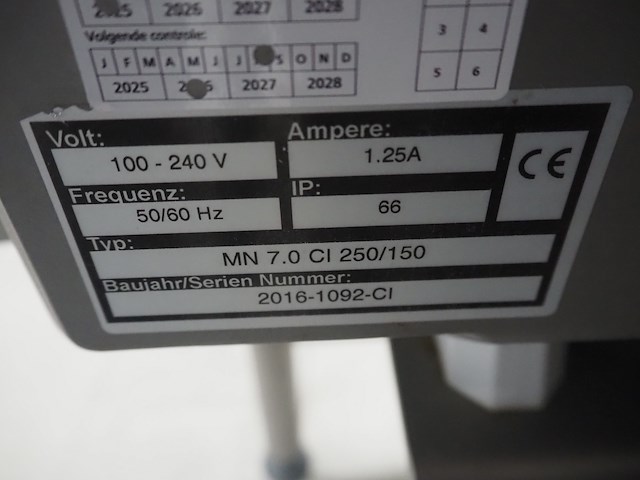 2025 2026 2027 2028
Volgende controle:
J F M A M J J S O N D
2025 2026 2027 2028
3 4
5 6
Volt: Ampere:
100 - 240 V 1.25A
CE
Frequenz: IP:
50/60 Hz 66
Typ:
MN 7.0 CI 250/150
Baujahr/Serien Nummer:
2016-1092-CI